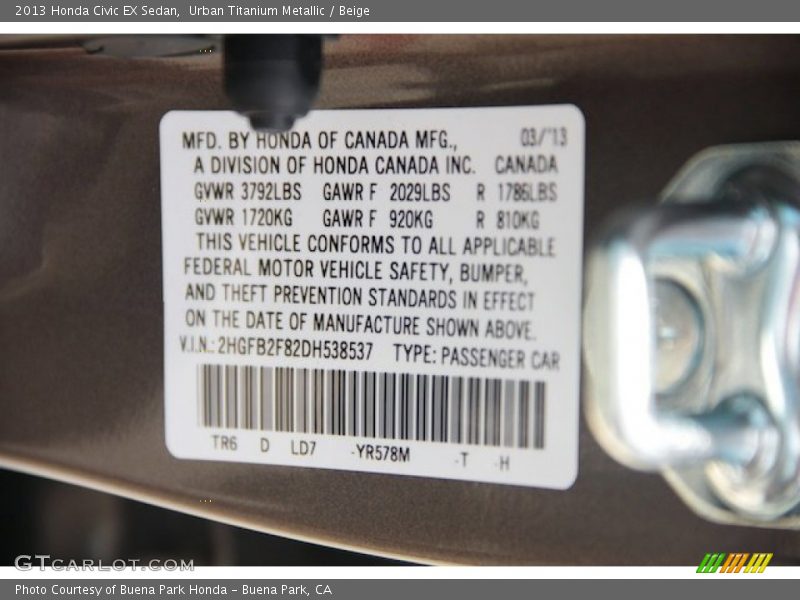 2013 Honda Civic EX Sedan,  Urban Titanium Metallic / Beige
MFD. BY HONDA OF CANADA MFG., 03/'13
A DIVISION OF HONDA CANADA INC. CANADA
GVWR 3792LBS GAWR F 2029LBS R 1786LBS
GVWR 1720KG GAWR F 920KG R 810KG
THIS VEHICLE CONFORMS TO ALL APPLICABLE
FEDERAL MOTOR VEHICLE SAFETY, BUMPER,
AND THEFT PREVENTION STANDARDS IN EFFECT
ON THE DATE OF MANUFACTURE SHOWN ABOVE.
V.I.N.: 2HGFB2F82DH538537 TYPE: PASSENGER CAR
TR6 D LD7 -YR578M -T -H
GTCARLOT.COM
Photo Courtesy of Buena Park Honda – Buena Park, CA